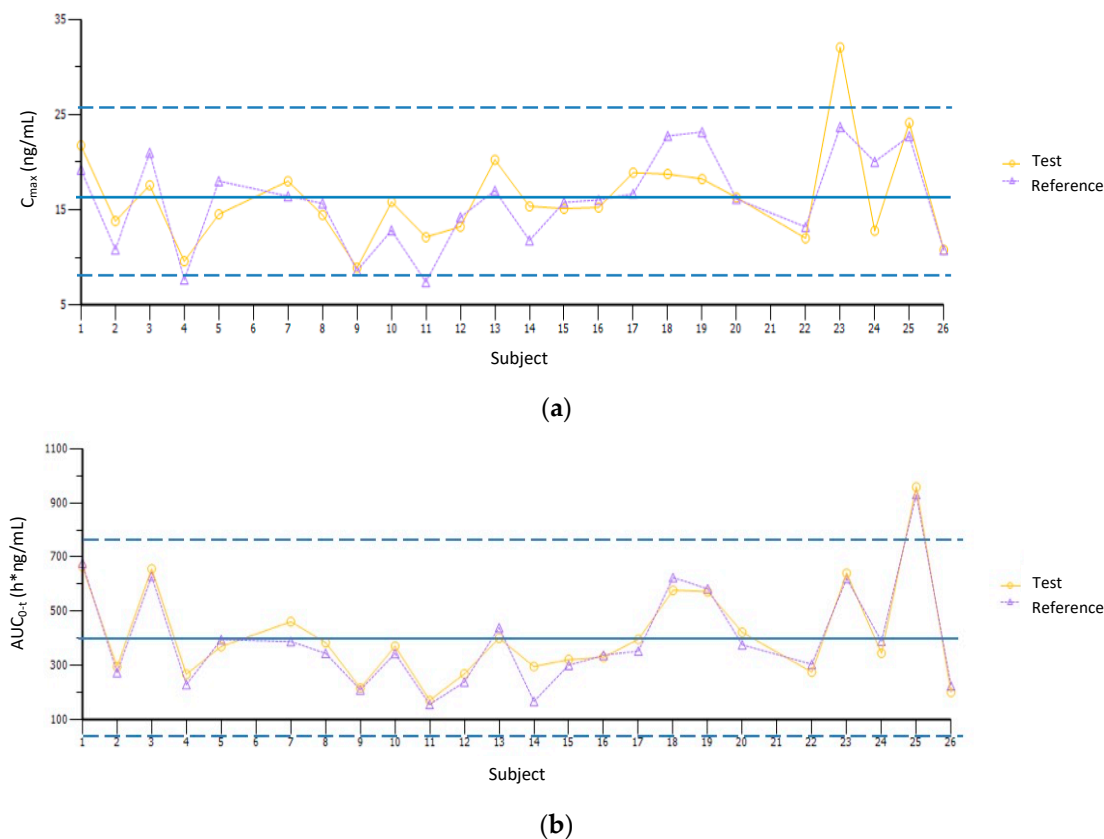 35
25
15
5
Cmax (ng/mL)
1 2 3 4 5 6 7 8 9 10 11 12 13 14 15 16 17 18 19 20 21 22 23 24 25 26
Subject
Test
Reference
(a)
1100
900
700
500
300
100
AUC0-t (h*ng/mL)
1 2 3 4 5 6 7 8 9 10 11 12 13 14 15 16 17 18 19 20 21 22 23 24 25 26
Subject
Test
Reference
(b)